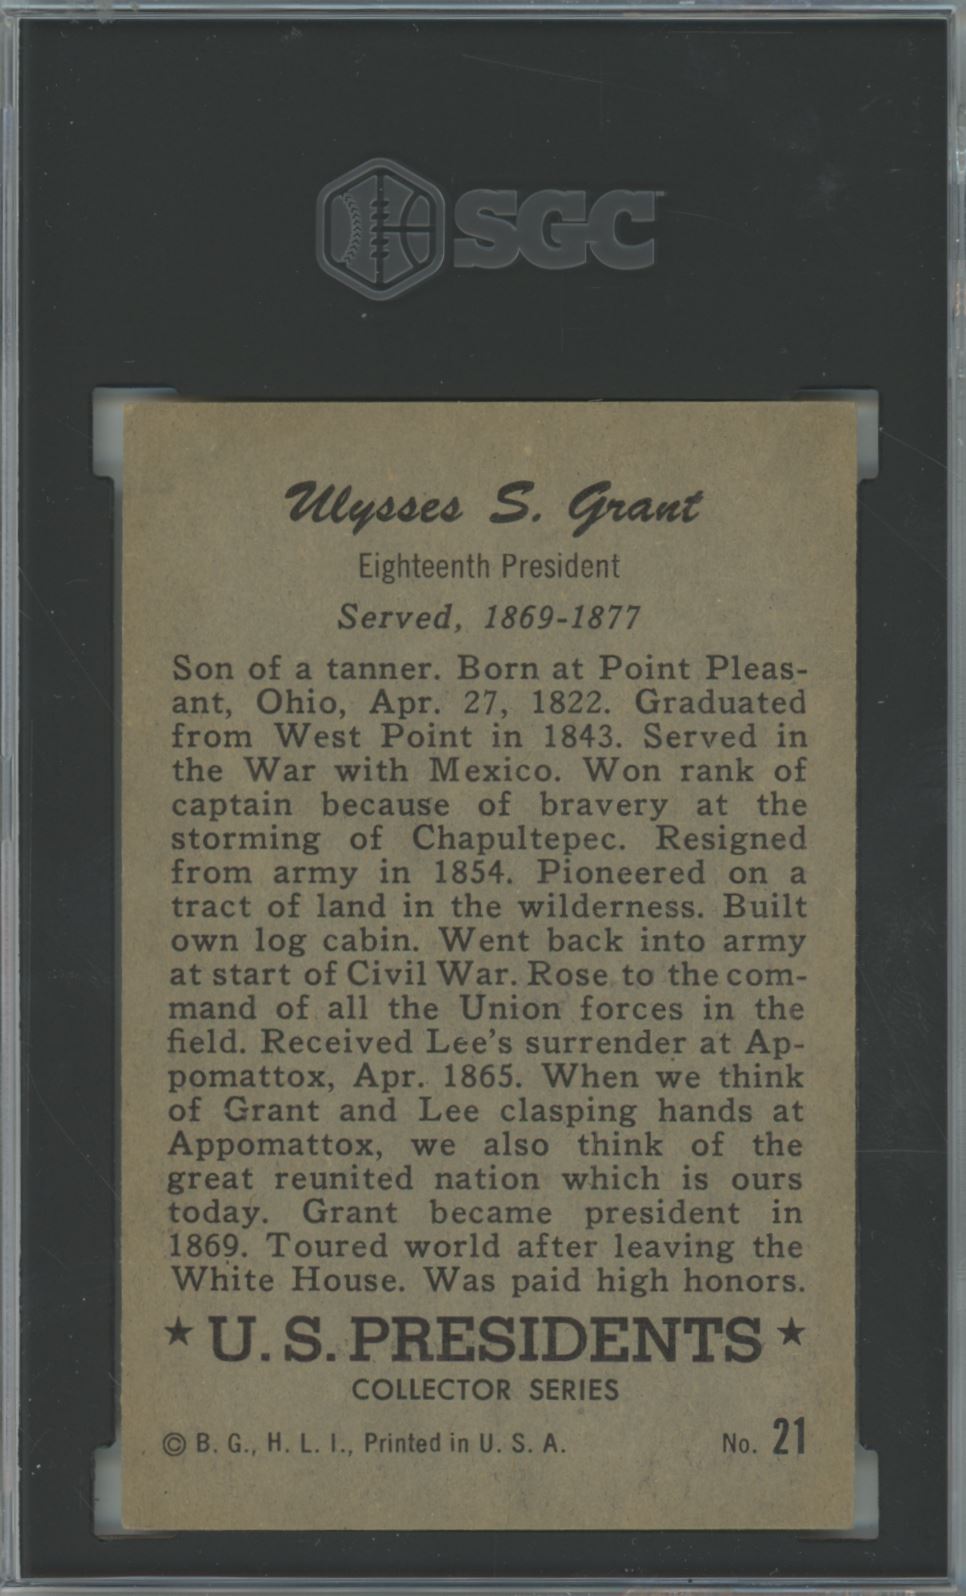 SGC
Ulysses S. Grant
Eighteenth President
Served, 1869-1877
Son of a tanner. Born at Point Pleas-
ant, Ohio, Apr. 27, 1822. Graduated
from West Point in 1843. Served in
the War with Mexico. Won rank of
captain because of bravery at the
storming of Chapultepec. Resigned
from army in 1854. Pioneered on a
tract of land in the wilderness. Built
own log cabin. Went back into army
at start of Civil War. Rose to the com-
mand of all the Union forces in the
field. Received Lee's surrender at Ap-
pomattox, Apr. 1865. When we think
of Grant and Lee clasping hands at
Appomattox, we also think of the
great reunited nation which is ours
today. Grant became president in
1869. Toured world after leaving the
White House. Was paid high honors.
★ U.S. PRESIDENTS ★
COLLECTOR SERIES
© B. G., H. L. I., Printed in U. S. A. No. 21